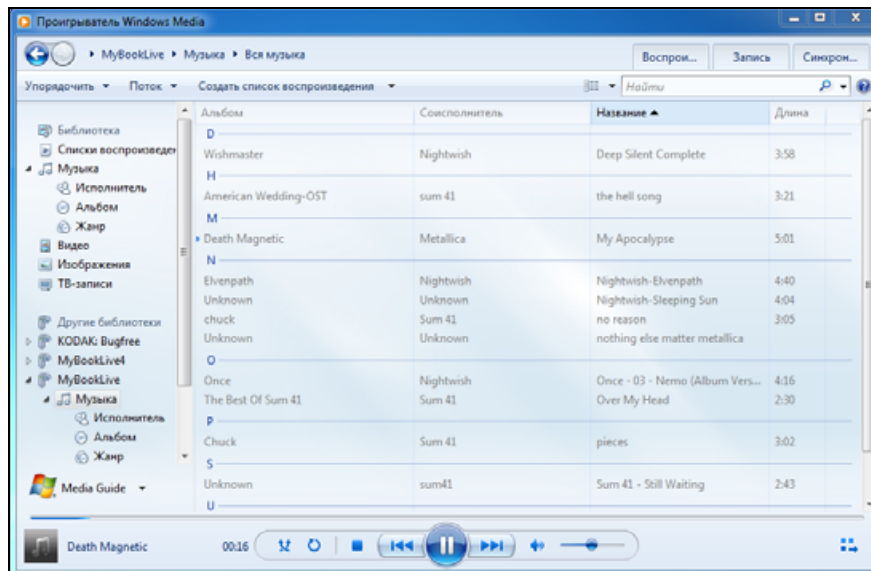 Проигрыватель Windows Media
MyBookLive Музыка Вся музыка Воспрои... Запись Синхрон...
Упорядочить Поток Создать список воспроизведения Найти
Альбом Соисполнитель Название Длина
Библиотека
Списки воспроизведен
Музыка
Исполнитель
Альбом
Жанр
Видео
Изображения
ТВ-записи
Другие библиотеки
KODAK: Bugfree
MyBookLive4
MyBookLive
Музыка
Исполнитель
Альбом
Жанр
Media Guide
D
Wishmaster Nightwish Deep Silent Complete 3:58
H
American Wedding-OST sum 41 the hell song 3:21
M
Death Magnetic Metallica My Apocalypse 5:01
N
Elvenpath Nightwish Nightwish-Elvenpath 4:40
Unknown Unknown Nightwish-Sleeping Sun 4:04
chuck Sum 41 no reason 3:05
Unknown Unknown nothing else matter metallica
O
Once Nightwish Once - 03 - Nemo (Album Vers... 4:16
The Best Of Sum 41 Sum 41 Over My Head 2:30
P
Chuck Sum 41 pieces 3:02
S
Unknown sum41 Sum 41 - Still Waiting 2:43
U
Death Magnetic 00:16